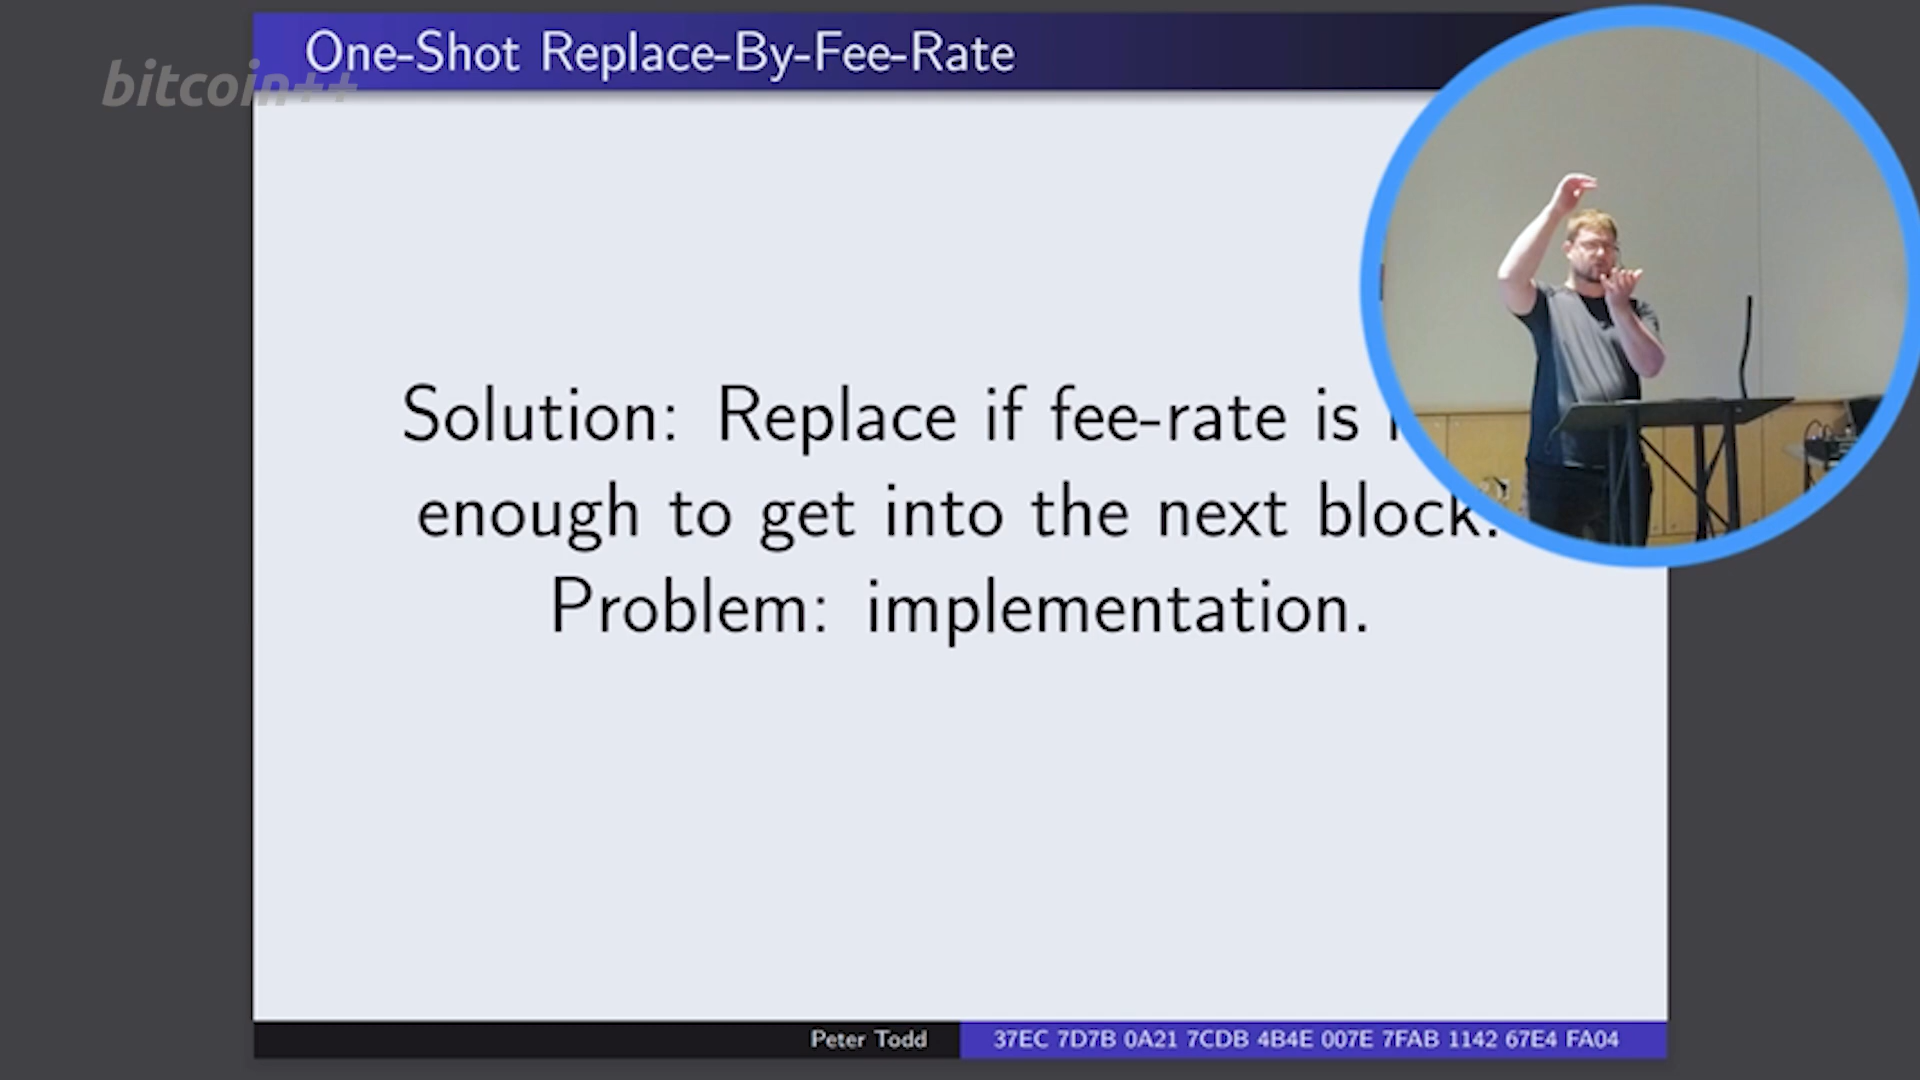 One-Shot Replace-By-Fee-Rate
bitcoin++
Solution: Replace if fee-rate is
enough to get into the next block.
Problem: implementation.
Peter Todd
37EC 7D7B 0A21 7CDB 4B4E 007E 7FAB 1142 67E4 FA04